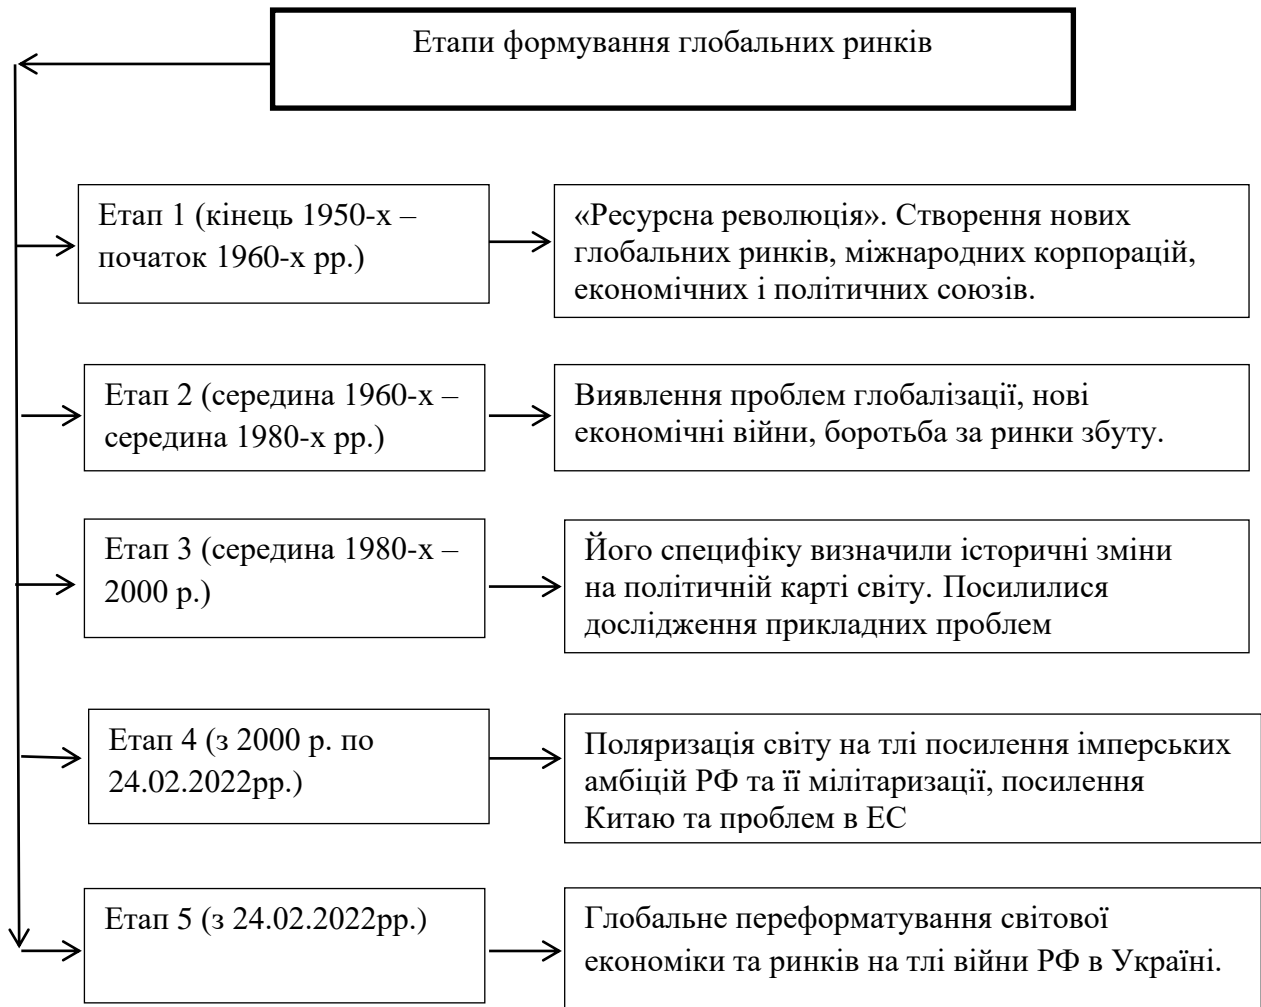 Етапи формування глобальних ринків
Етап 1 (кінець 1950-х –
початок 1960-х рр.)
«Ресурсна революція». Створення нових
глобальних ринків, міжнародних корпорацій,
економічних і політичних союзів.
Етап 2 (середина 1960-х –
середина 1980-х рр.)
Виявлення проблем глобалізації, нові
економічні війни, боротьба за ринки збуту.
Етап 3 (середина 1980-х –
2000 р.)
Його специфіку визначили історичні зміни
на політичній карті світу. Посилилися
дослідження прикладних проблем
Етап 4 (з 2000 р. по
24.02.2022рр.)
Поляризація світу на тлі посилення імперських
амбіцій РФ та її мілітаризації, посилення
Китаю та проблем в ЕС
Етап 5 (з 24.02.2022рр.)
Глобальне переформатування світової
економіки та ринків на тлі війни РФ в Україні.